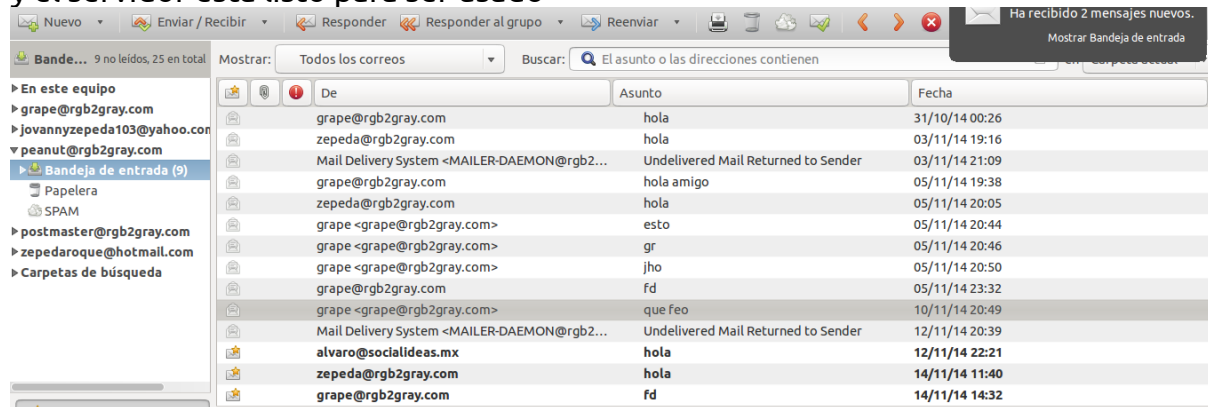 y el servidor esta listo para ser
Nuevo Enviar / Recibir Responder Responder al grupo Reenviar
Ha recibido 2 mensajes nuevos.
Mostrar Bandeja de entrada
Bande... 9 no leídos, 25 en total Mostrar: Todos los correos Buscar: El asunto o las direcciones contienen en Carpeta actual
De Asunto Fecha
En este equipo
grape@rgb2gray.com
jovannyzepeda103@yahoo.com
peanut@rgb2gray.com
Bandeja de entrada (9)
Papelera
SPAM
postmaster@rgb2gray.com
zepedaroque@hotmail.com
Carpetas de búsqueda
grape@rgb2gray.com hola 31/10/14 00:26
zepeda@rgb2gray.com hola 03/11/14 19:16
Mail Delivery System <MAILER-DAEMON@rgb2... Undelivered Mail Returned to Sender 03/11/14 21:09
grape@rgb2gray.com hola amigo 05/11/14 19:38
zepeda@rgb2gray.com hola 05/11/14 20:05
grape <grape@rgb2gray.com> esto 05/11/14 20:44
grape <grape@rgb2gray.com> gr 05/11/14 20:46
grape <grape@rgb2gray.com> jho 05/11/14 20:50
grape@rgb2gray.com fd 05/11/14 23:32
grape <grape@rgb2gray.com> que feo 10/11/14 20:49
Mail Delivery System <MAILER-DAEMON@rgb2... Undelivered Mail Returned to Sender 12/11/14 20:39
alvaro@socialideas.mx hola 12/11/14 22:21
zepeda@rgb2gray.com hola 14/11/14 11:40
grape@rgb2gray.com fd 14/11/14 14:32